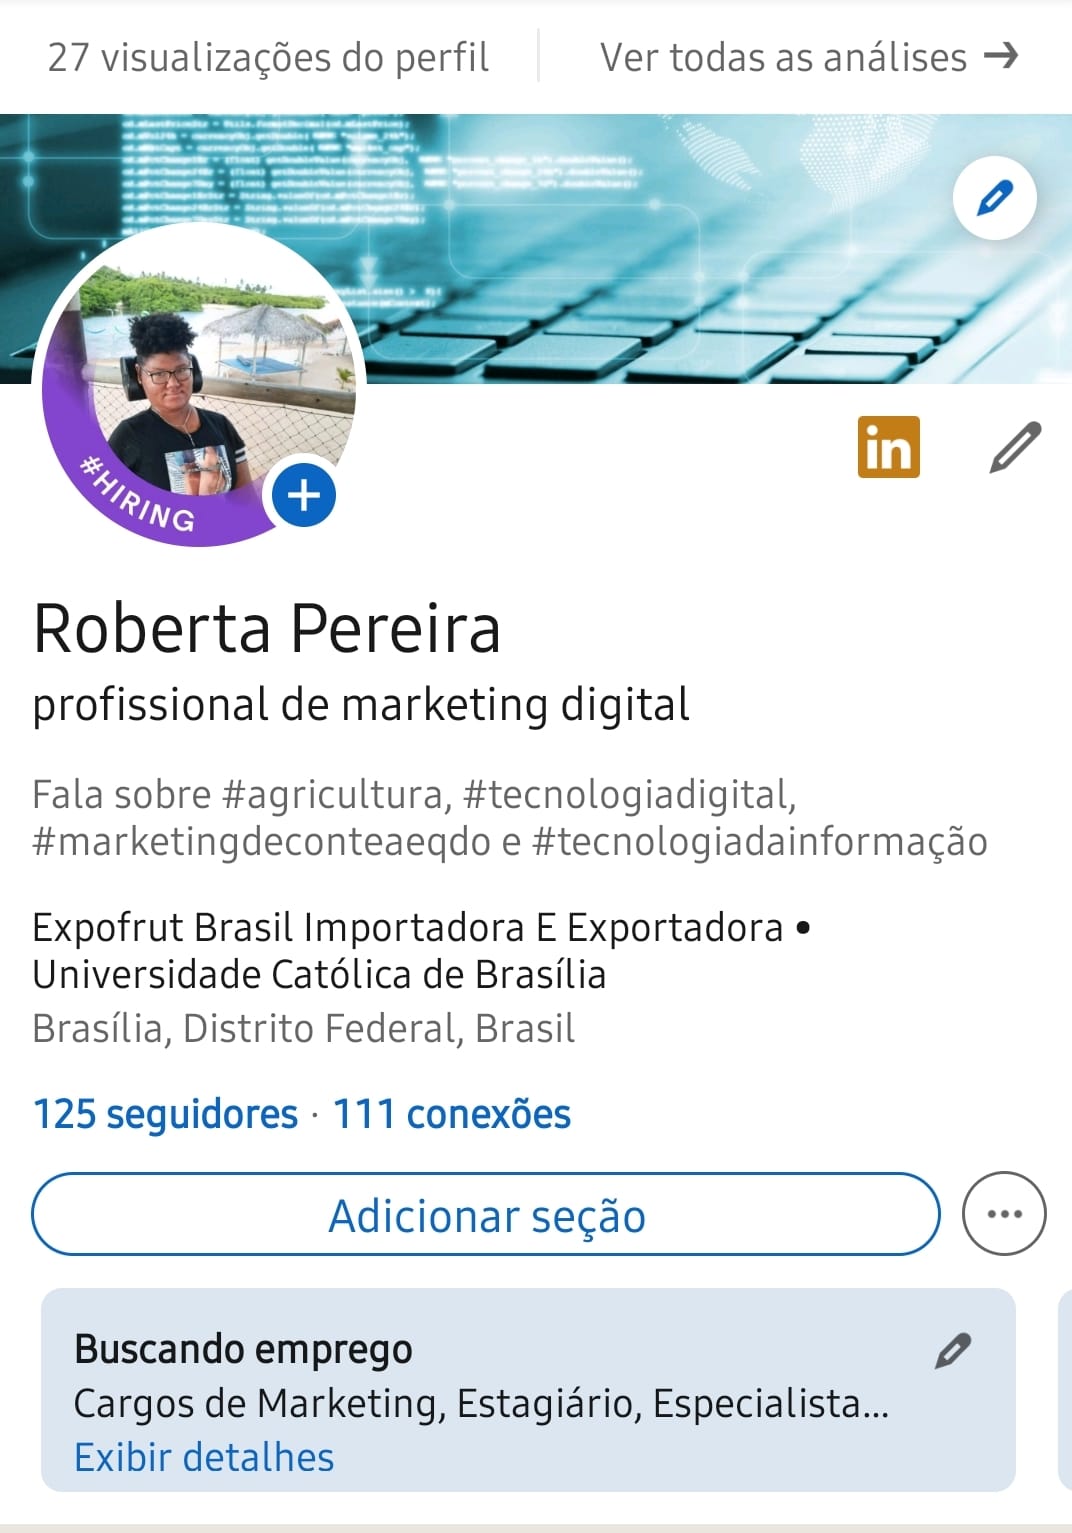 27 visualizações do perfil
Ver todas as análises →
#HIRING
in
Roberta Pereira
profissional de marketing digital
Fala sobre #agricultura, #tecnologiadigital,
#marketingdeconteaeqdo e #tecnologiadainformação
Expofrut Brasil Importadora E Exportadora •
Universidade Católica de Brasília
Brasília, Distrito Federal, Brasil
125 seguidores · 111 conexões
Adicionar seção
Buscando emprego
Cargos de Marketing, Estagiário, Especialista...
Exibir detalhes